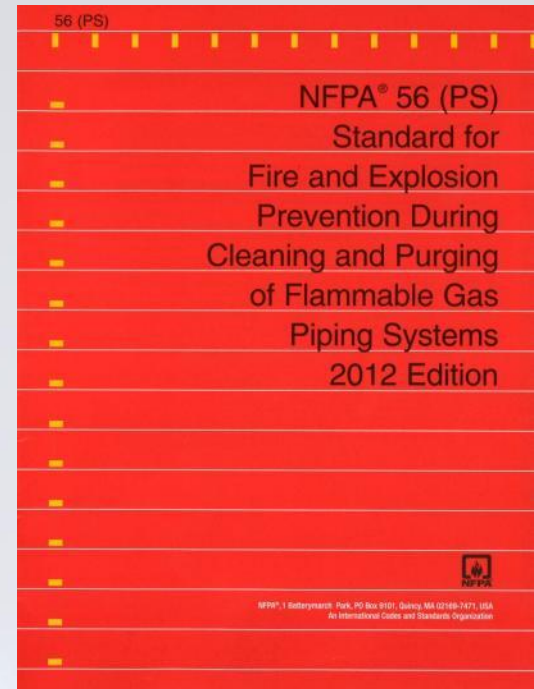 56 (PS)
NFPA® 56 (PS)
Standard for
Fire and Explosion
Prevention During
Cleaning and Purging
of Flammable Gas
Piping Systems
2012 Edition
NFPA
NFPA®, 1 Batterymarch Park, PO Box 9101, Quincy, MA 02169-7471, USA
An International Codes and Standards Organization